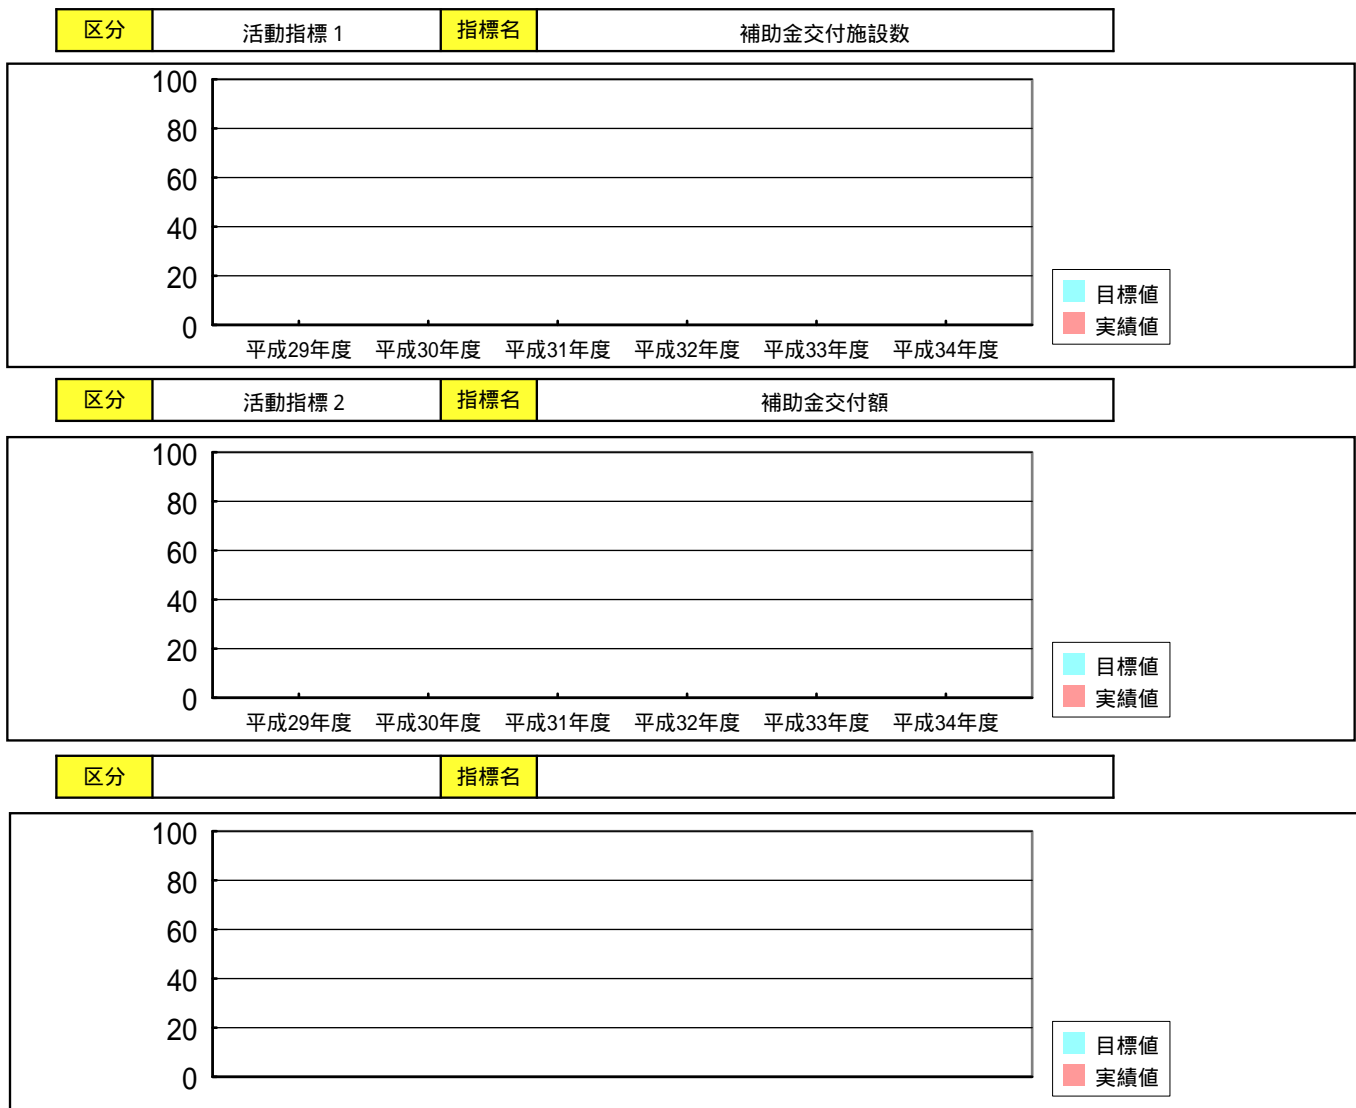 区分 活動指標１ 指標名 補助金交付施設数
100
80
60
40
20
0
平成29年度 平成30年度 平成31年度 平成32年度 平成33年度 平成34年度
目標値
実績値
区分 活動指標２ 指標名 補助金交付額
100
80
60
40
20
0
平成29年度 平成30年度 平成31年度 平成32年度 平成33年度 平成34年度
目標値
実績値
区分 指標名
100
80
60
40
20
0
目標値
実績値